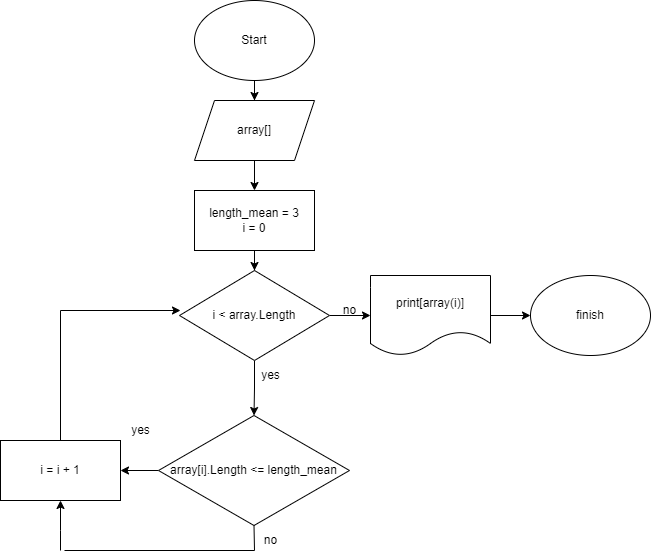 Start
array[]
length_mean = 3
i = 0
i < array.Length
no
print[array(i)]
finish
yes
yes
i = i + 1
array[i].Length <= length_mean
no